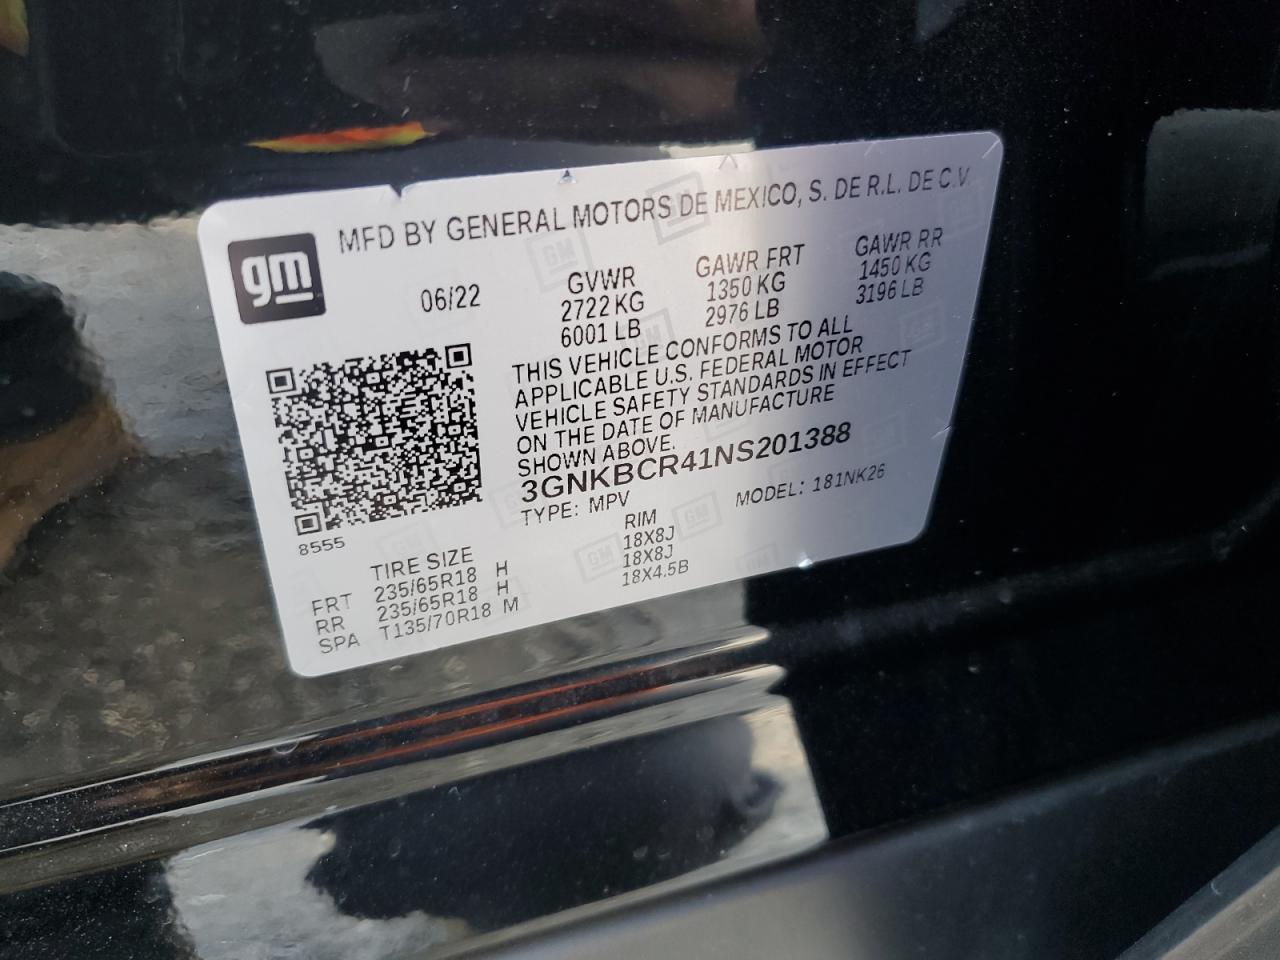 MFD BY GENERAL MOTORS DE MEXICO, S. DE R.L. DE C.V.
gm
06/22
GVWR
2722 KG
6001 LB
GAWR FRT
1350 KG
2976 LB
GAWR RR
1450 KG
3196 LB
THIS VEHICLE CONFORMS TO ALL
APPLICABLE U.S. FEDERAL MOTOR
VEHICLE SAFETY STANDARDS IN EFFECT
ON THE DATE OF MANUFACTURE
SHOWN ABOVE.
3GNKBCR41NS201388
TYPE: MPV
MODEL: 181NK26
8555
TIRE SIZE
RIM
FRT 235/65R18 H 18X8J
RR 235/65R18 H 18X8J
SPA T135/70R18 M 18X4.5B